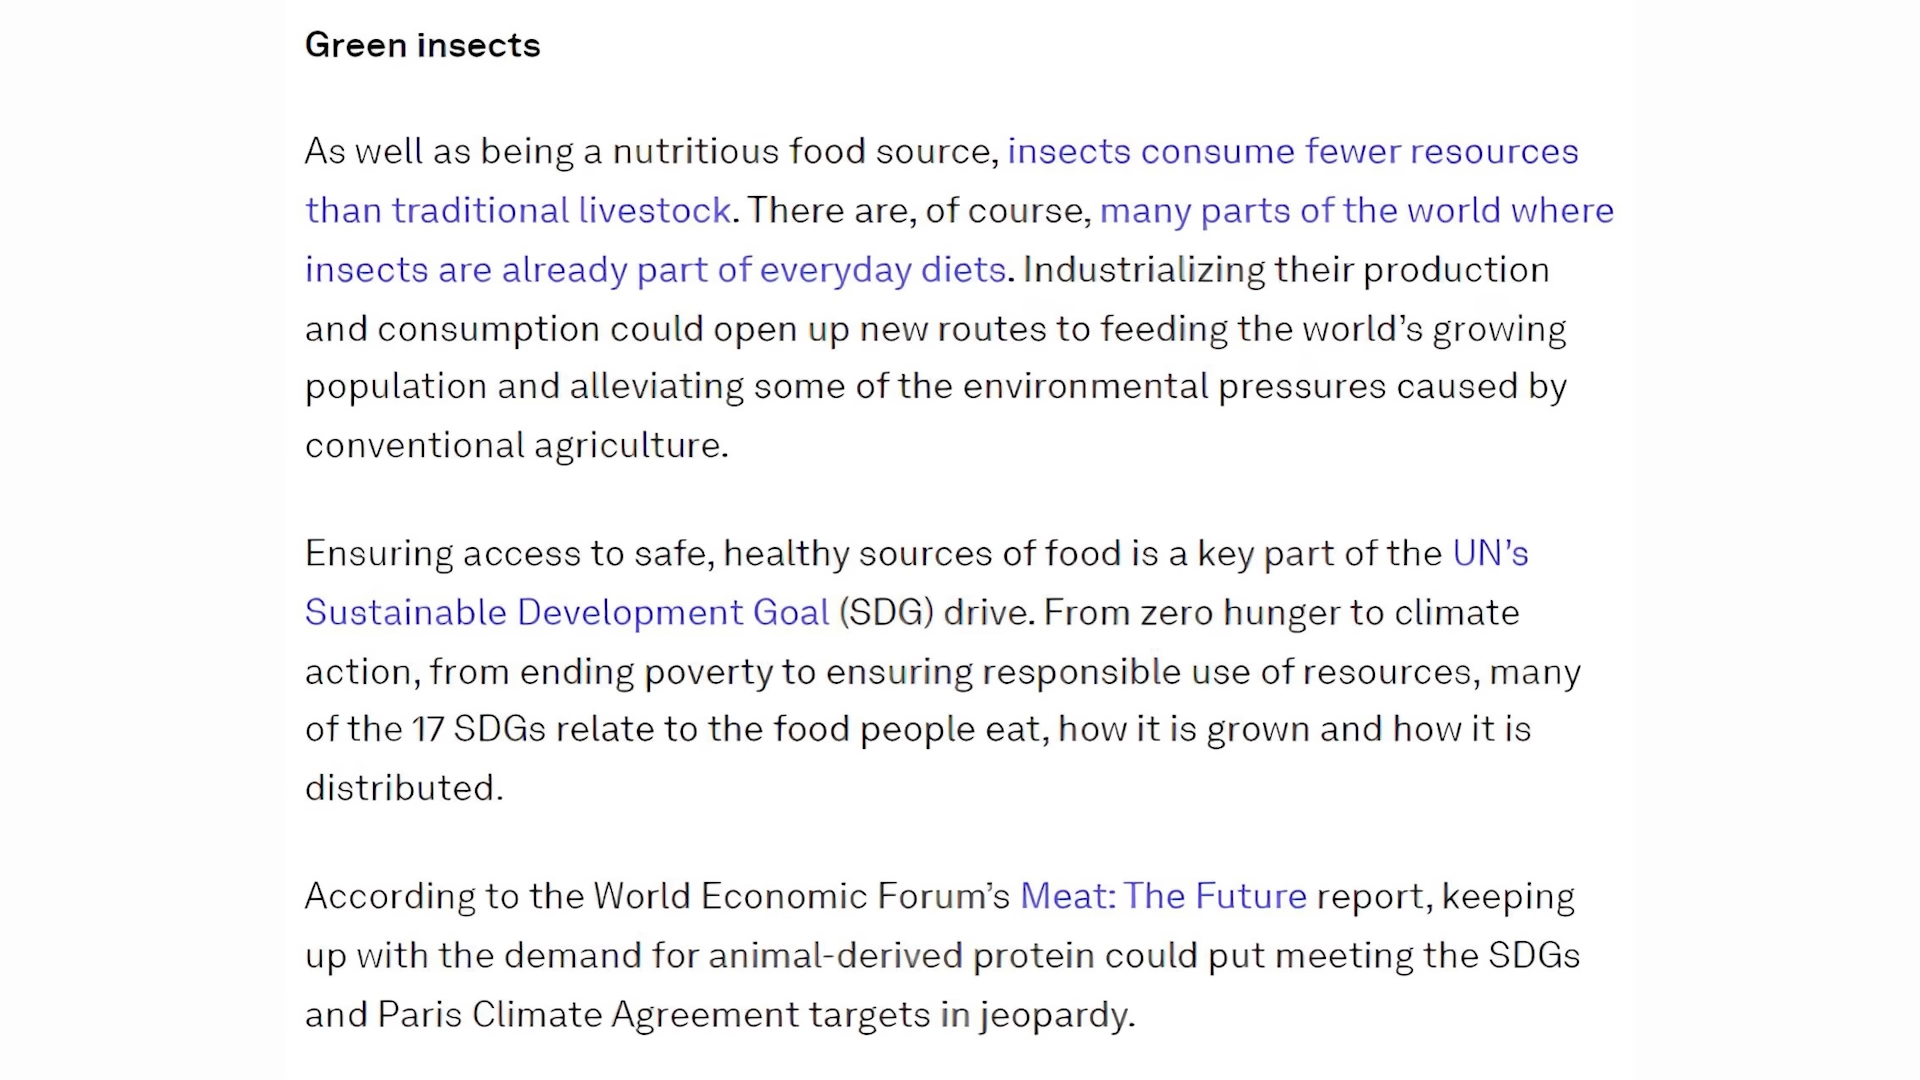 Green insects
As well as being a nutritious food source, insects consume fewer resources
than traditional livestock. There are, of course, many parts of the world where
insects are already part of everyday diets. Industrializing their production
and consumption could open up new routes to feeding the world’s growing
population and alleviating some of the environmental pressures caused by
conventional agriculture.
Ensuring access to safe, healthy sources of food is a key part of the UN’s
Sustainable Development Goal (SDG) drive. From zero hunger to climate
action, from ending poverty to ensuring responsible use of resources, many
of the 17 SDGs relate to the food people eat, how it is grown and how it is
distributed.
According to the World Economic Forum’s Meat: The Future report, keeping
up with the demand for animal-derived protein could put meeting the SDGs
and Paris Climate Agreement targets in jeopardy.